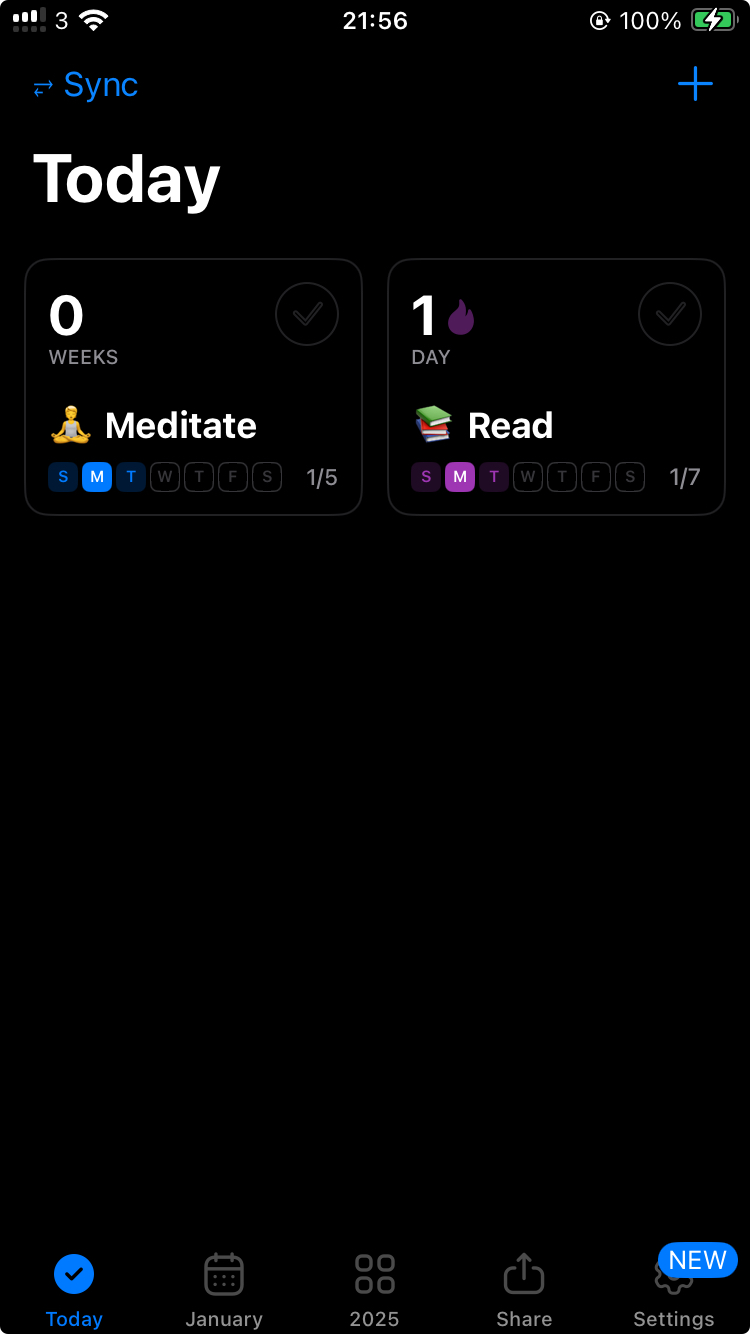 3 21:56 100%
Sync
Today
0
WEEKS
Meditate
S M T W T F S 1/5
1
DAY
Read
S M T W T F S 1/7
NEW
Today January 2025 Share Settings